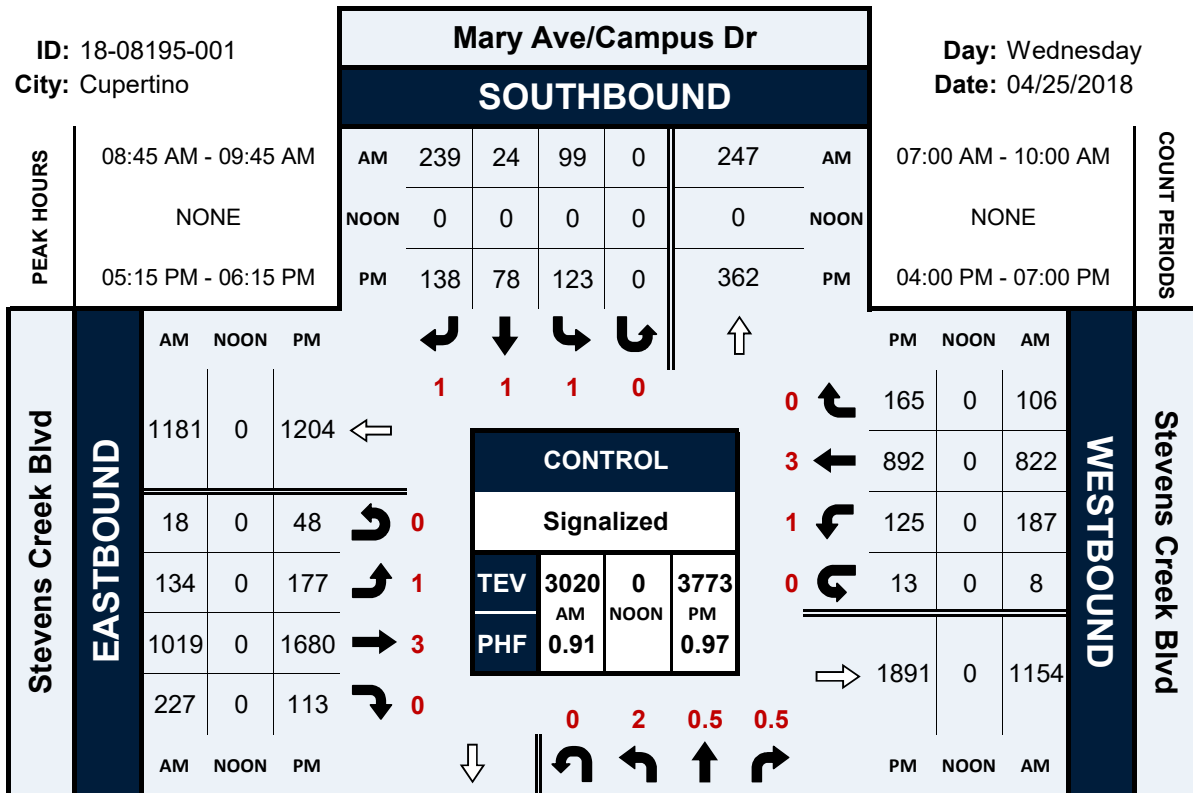 ID: 18-08195-001
City: Cupertino
Mary Ave/Campus Dr
SOUTHBOUND
Day: Wednesday
Date: 04/25/2018
PEAK HOURS
08:45 AM - 09:45 AM
NONE
05:15 PM - 06:15 PM
AM 239 24 99 0 247 AM
NOON 0 0 0 0 0 NOON
PM 138 78 123 0 362 PM
07:00 AM - 10:00 AM
NONE
04:00 PM - 07:00 PM
COUNT PERIODS
1 1 1 0
Stevens Creek Blvd
EASTBOUND
AM NOON PM
1181 0 1204
18 0 48 0
134 0 177 1
1019 0 1680 3
227 0 113 0
AM NOON PM
CONTROL
Signalized
TEV 3020 0 3773
AM NOON PM
PHF 0.91 0.97
PM NOON AM
0 165 0 106
3 892 0 822
1 125 0 187
0 13 0 8
1891 0 1154
PM NOON AM
WESTBOUND
Stevens Creek Blvd
0 2 0.5 0.5